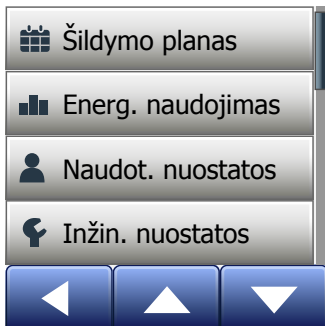 Šildymo planas
Energ. naudojimas
Naudot. nuostatos
Inžin. nuostatos